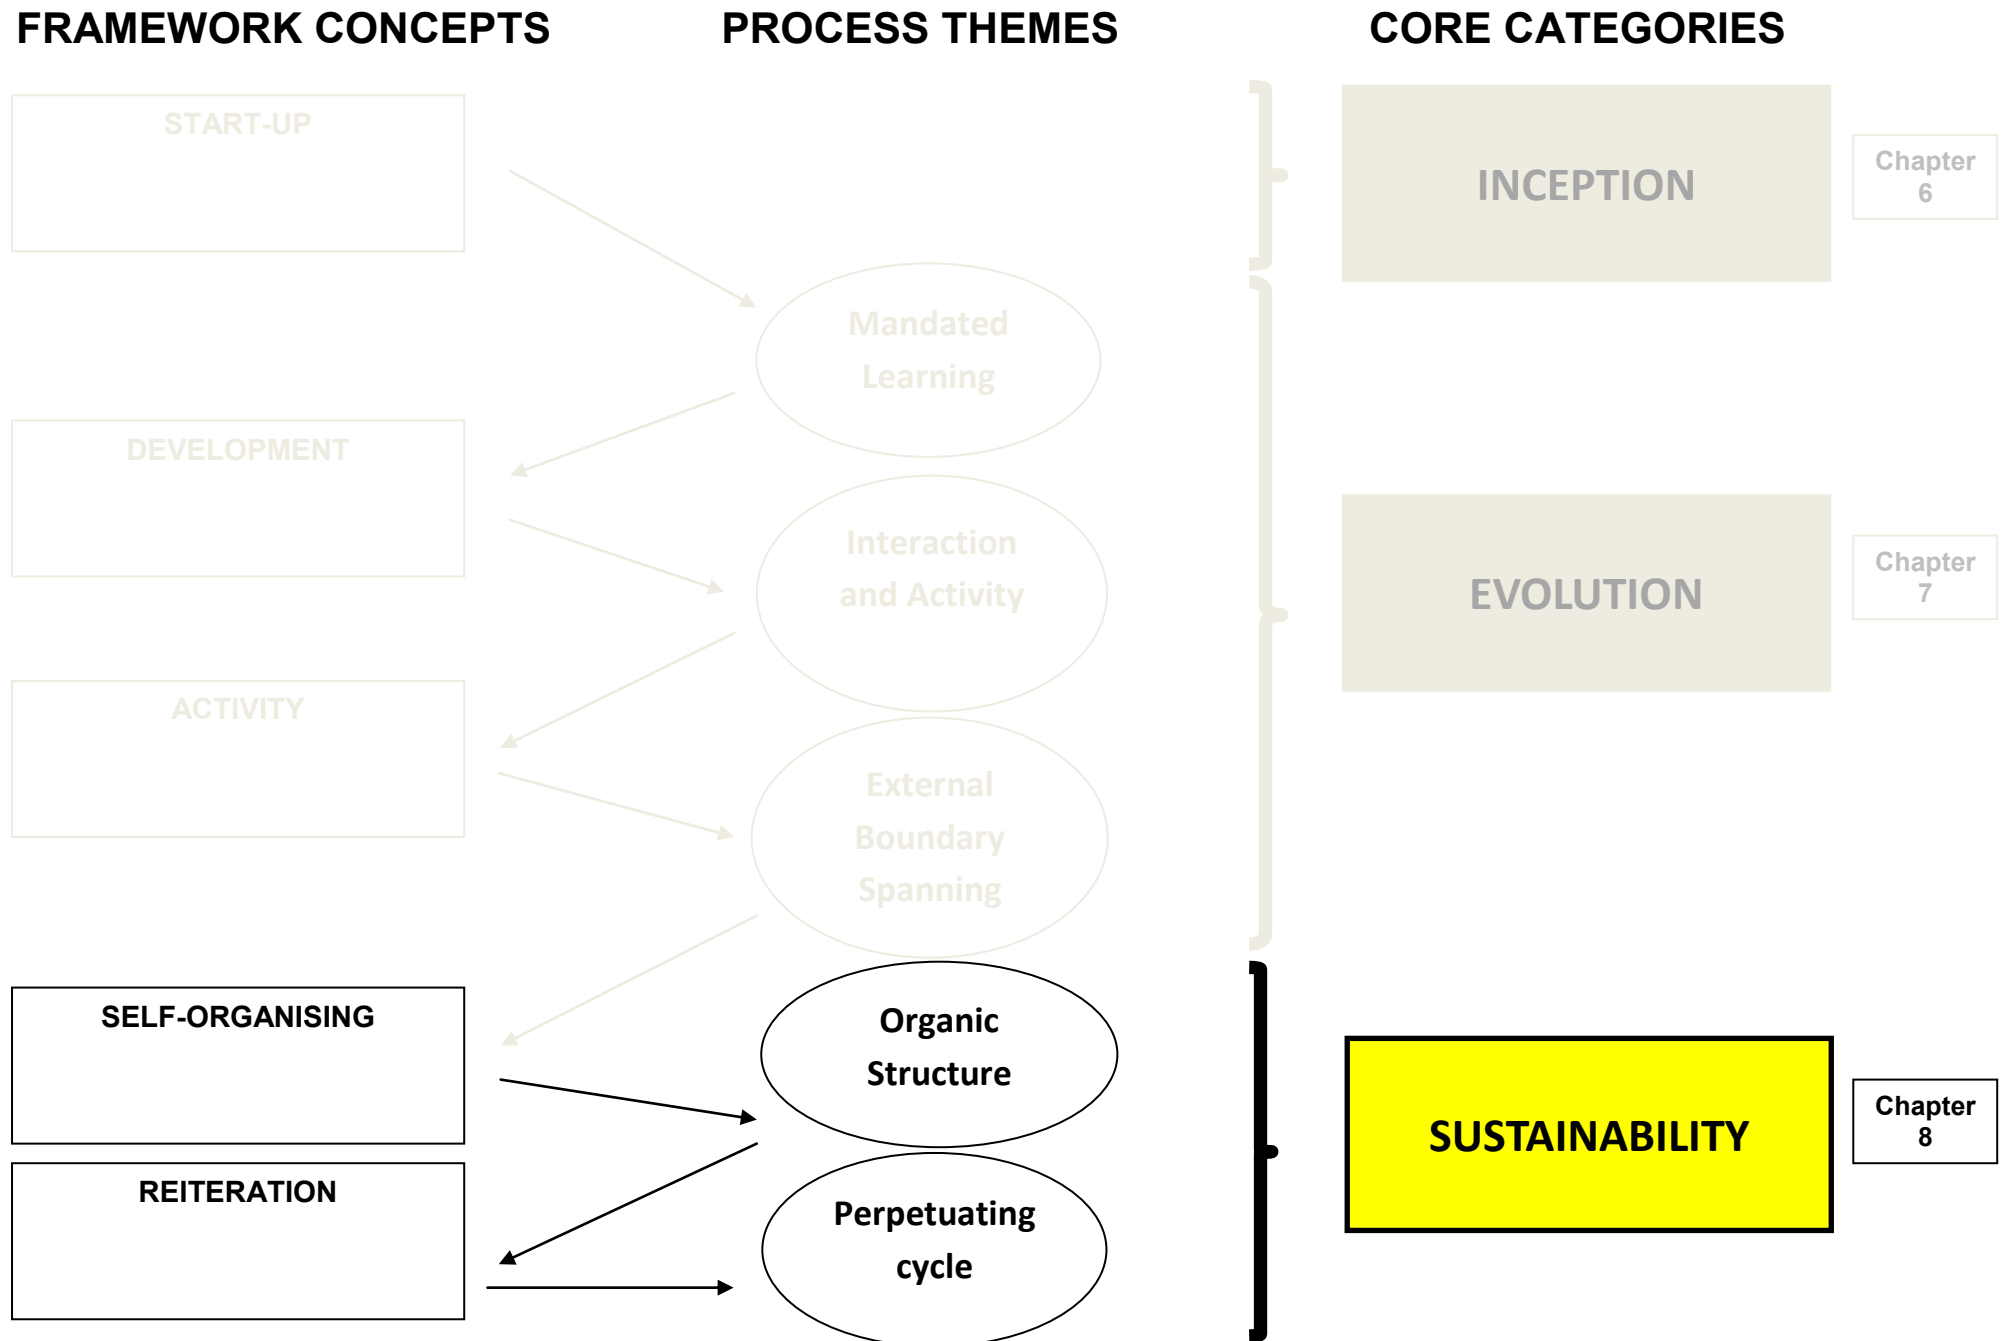 FRAMEWORK CONCEPTS
PROCESS THEMES
CORE CATEGORIES
START-UP
INCEPTION
Chapter
6
Mandated
Learning
DEVELOPMENT
Interaction
and Activity
EVOLUTION
Chapter
7
ACTIVITY
External
Boundary
Spanning
SELF-ORGANISING
Organic
Structure
SUSTAINABILITY
Chapter
8
REITERATION
Perpetuating
cycle